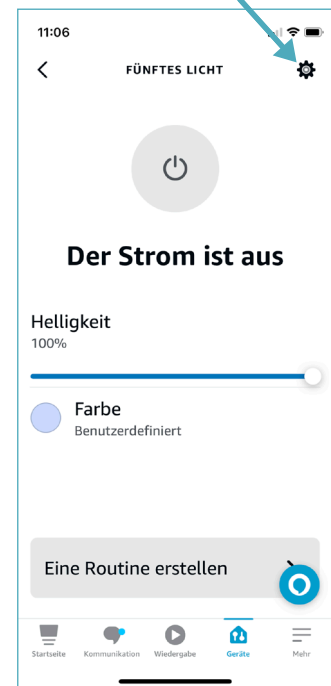 11:06
FÜNFTES LICHT
Der Strom ist aus
Helligkeit
100%
Farbe
Benutzerdefiniert
Eine Routine erstellen
Startseite Kommunikation Wiedergabe Geräte Mehr